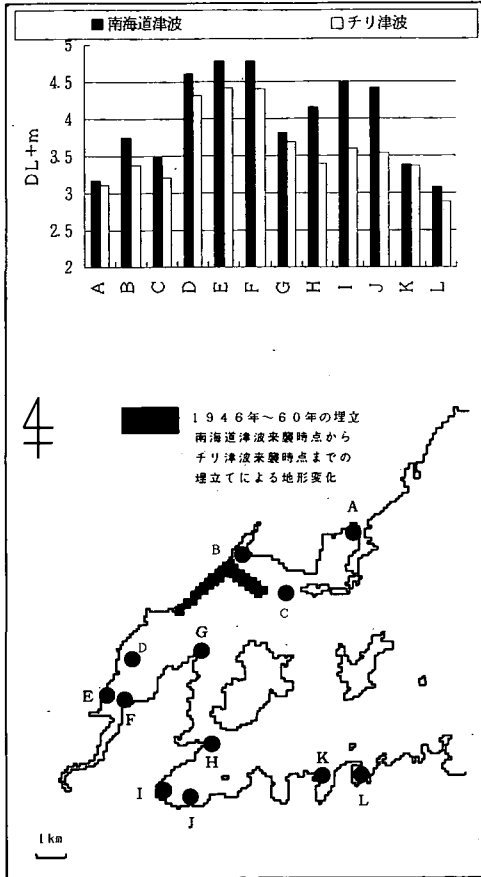 ■南海道津波 □チリ津波
DL+m
5
4.5
4
3.5
3
2.5
2
A B C D E F G H I J K L
1946年～60年の埋立
南海道津波来襲時点から
チリ津波来襲時点までの
埋立てによる地形変化
A
B
C
G
D
E
F
H
K
I
J
L
1km